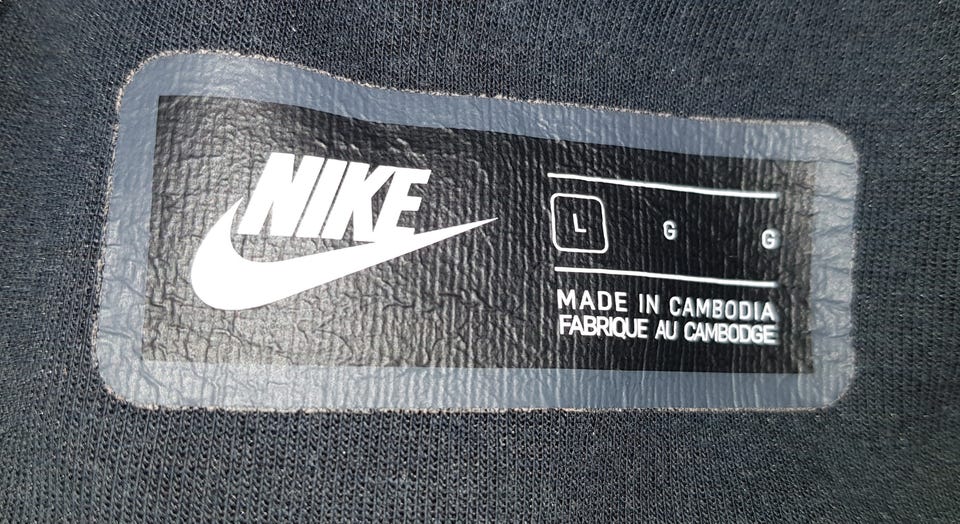 NIKE
L G G
MADE IN CAMBODIA
FABRIQUE AU CAMBODGE